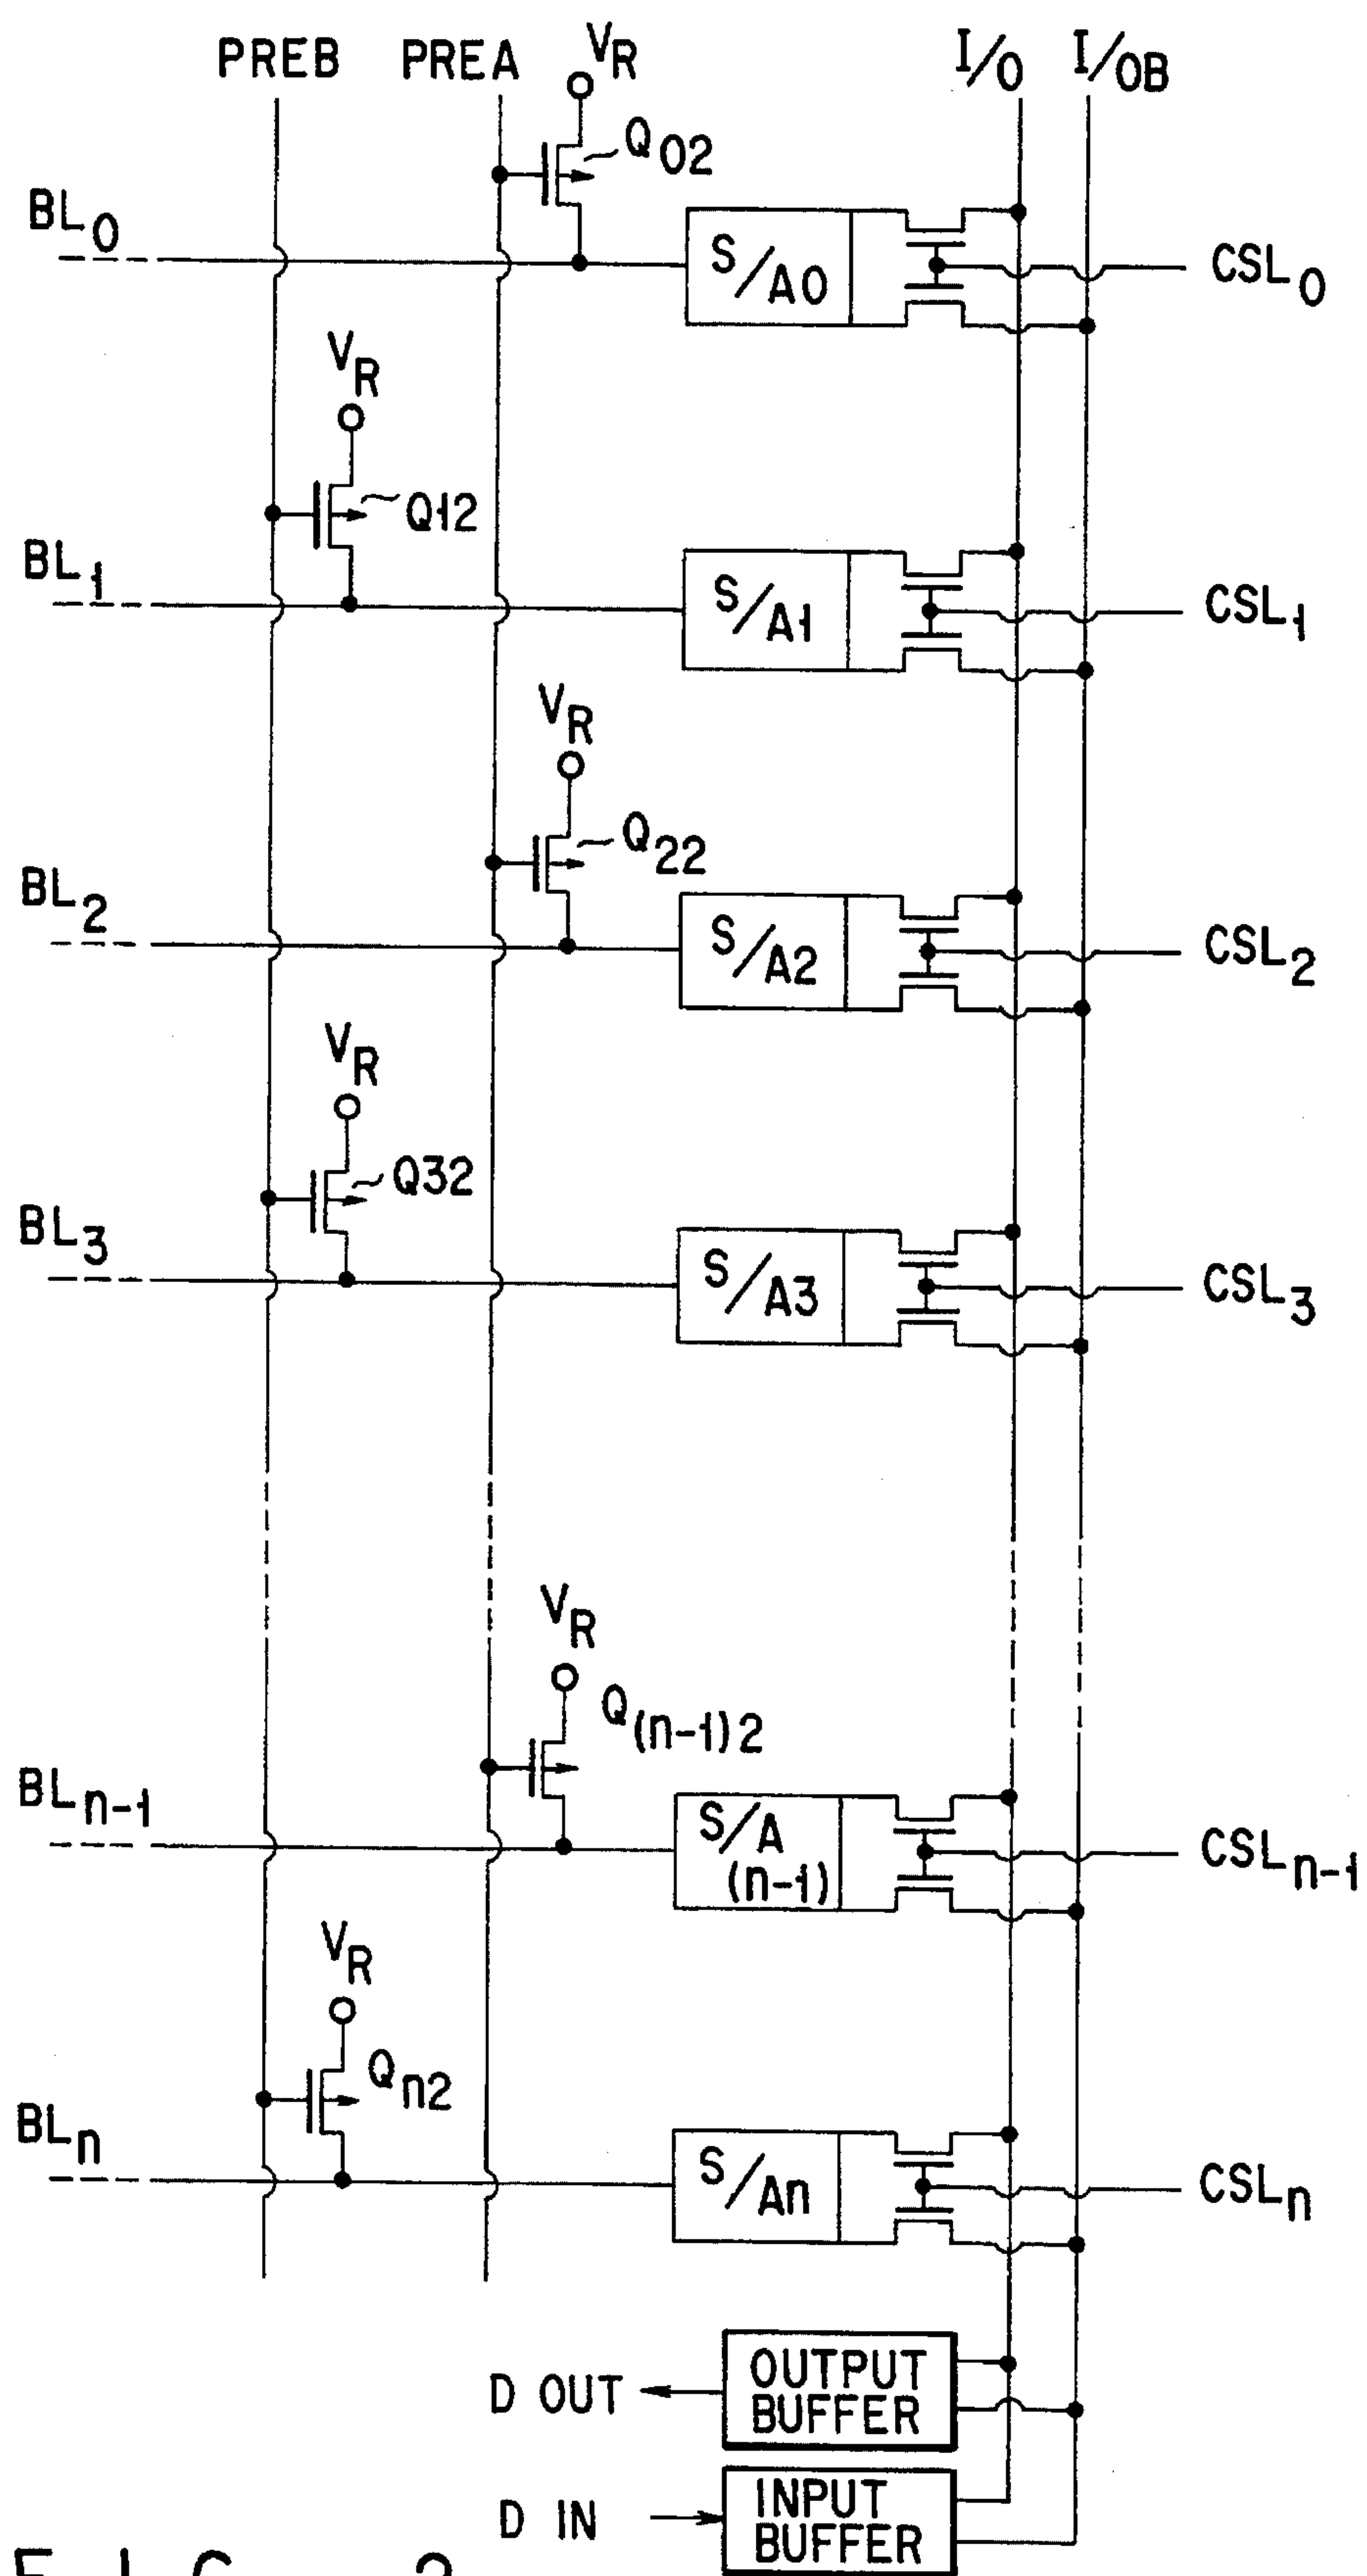 PREB PREA VR I/O I/OB
Q02
BL0 S/A0 CSL0
VR
Q12
BL1 S/A1 CSL1
VR
Q22
BL2 S/A2 CSL2
VR
Q32
BL3 S/A3 CSL3
VR
Q(n-1)2
BLn-1 S/A(n-1) CSLn-1
VR
Qn2
BLn S/An CSLn
D OUT OUTPUT
BUFFER
D IN INPUT
BUFFER